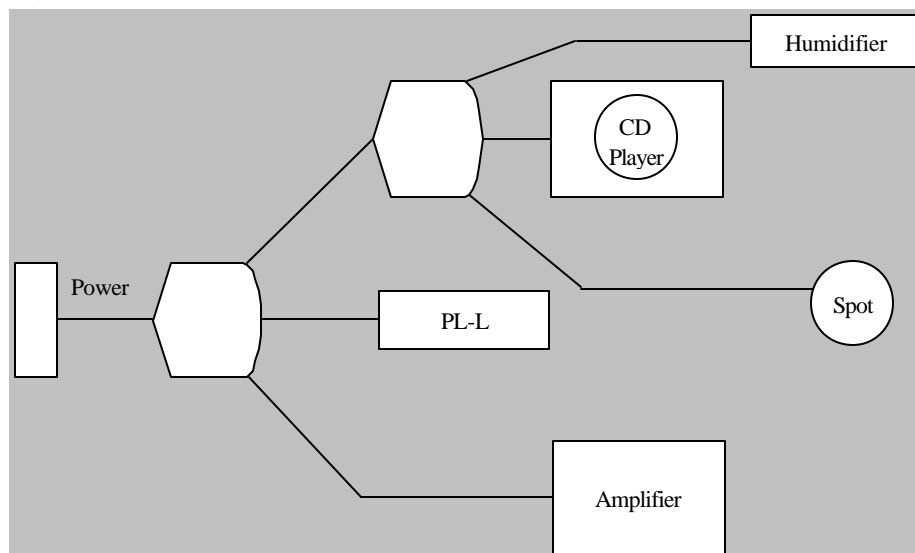 Humidifier
CD
Player
Power
PL-L
Spot
Amplifier